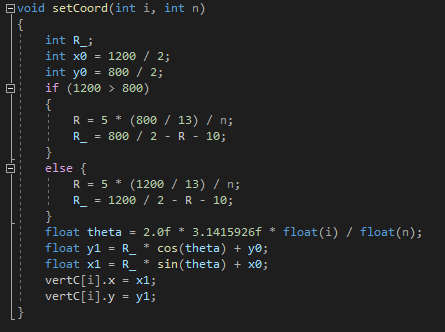 void setCoord(int i, int n)
{
    int R_;
    int x0 = 1200 / 2;
    int y0 = 800 / 2;
    if (1200 > 800)
    {
        R = 5 * (800 / 13) / n;
        R_ = 800 / 2 - R - 10;
    }
    else {
        R = 5 * (1200 / 13) / n;
        R_ = 1200 / 2 - R - 10;
    }
    float theta = 2.0f * 3.1415926f * float(i) / float(n);
    float y1 = R_ * cos(theta) + y0;
    float x1 = R_ * sin(theta) + x0;
    vertC[i].x = x1;
    vertC[i].y = y1;
}